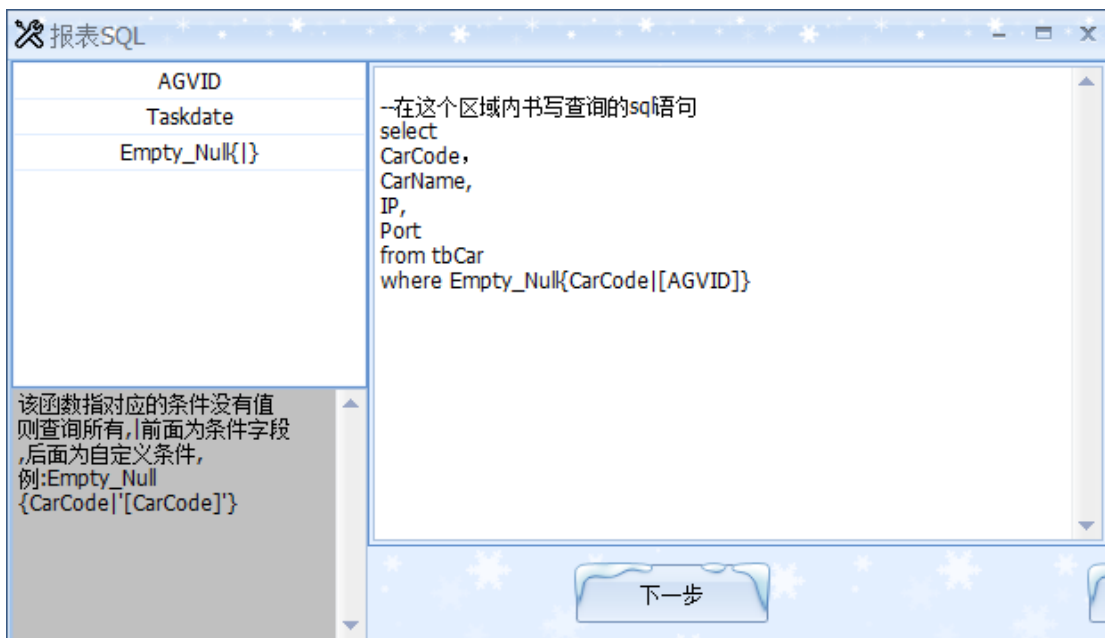 报表SQL
AGVID
Taskdate
Empty_Null{|}
该函数指对应的条件没有值
则查询所有,|前面为条件字段
,后面为自定义条件,
例:Empty_Null
{CarCode|'[CarCode]'}
--在这个区域内书写查询的sql语句
select
CarCode，
CarName,
IP,
Port
from tbCar
where Empty_Null{CarCode|[AGVID]}
下一步